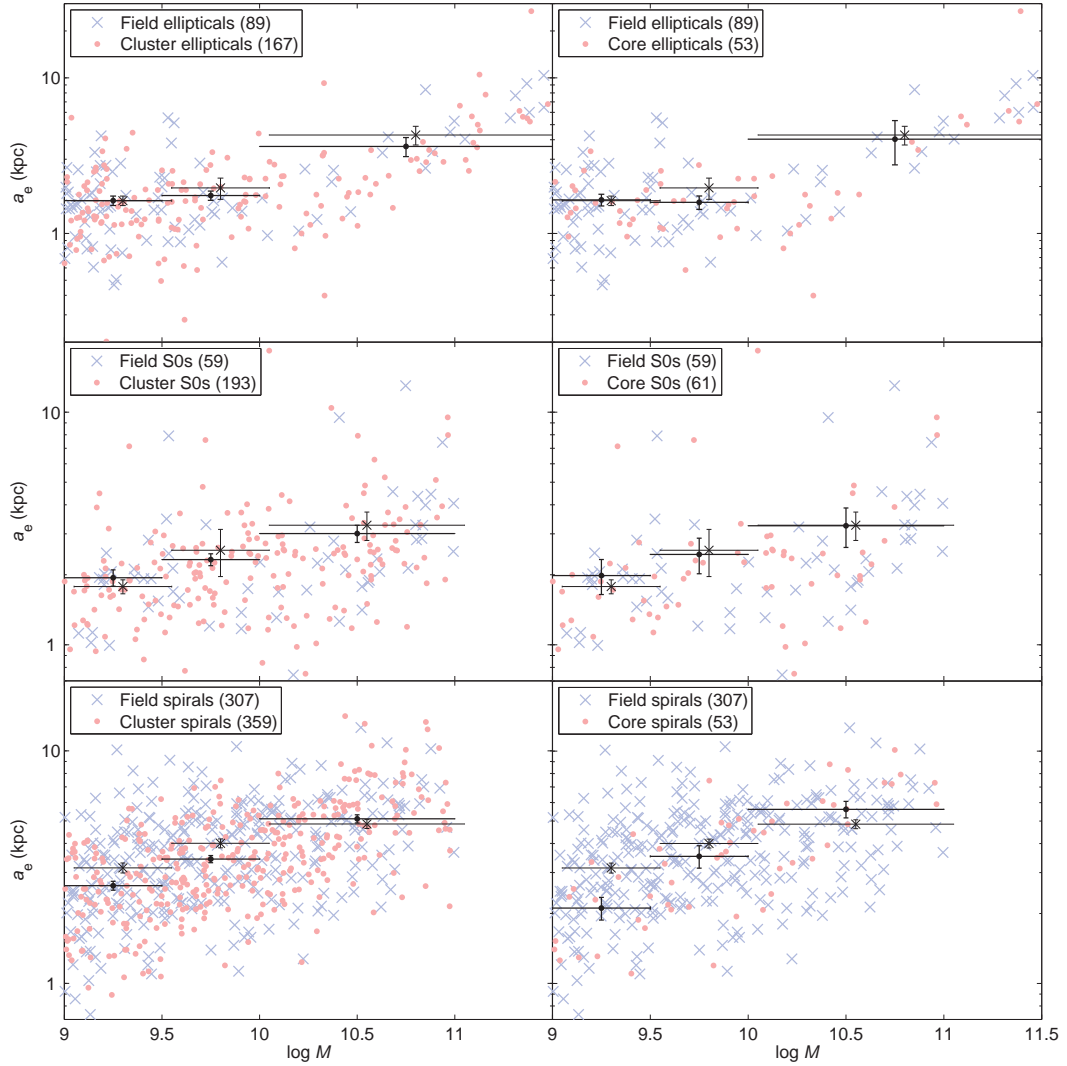 Field ellipticals (89)
Cluster ellipticals (167)
Field ellipticals (89)
Core ellipticals (53)
10
1
a_e (kpc)
Field S0s (59)
Cluster S0s (193)
Field S0s (59)
Core S0s (61)
10
1
a_e (kpc)
Field spirals (307)
Cluster spirals (359)
Field spirals (307)
Core spirals (53)
10
1
a_e (kpc)
9 9.5 10 10.5 11 9 9.5 10 10.5 11 11.5
log M log M